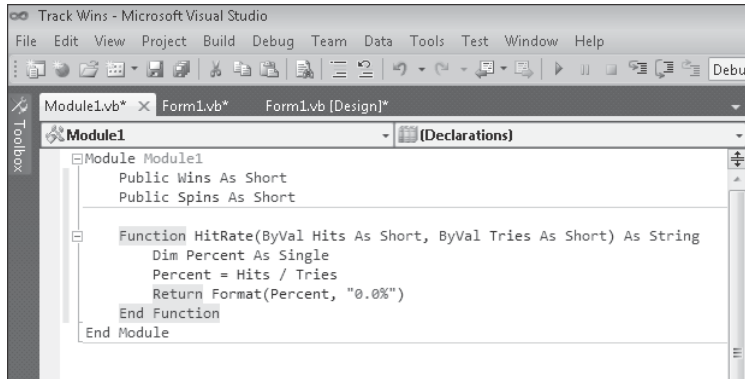 Track Wins - Microsoft Visual Studio
File Edit View Project Build Debug Team Data Tools Test Window Help
Debu
Toolbox
Module1.vb* Form1.vb* Form1.vb [Design]*
Module1 (Declarations)
Module Module1
Public Wins As Short
Public Spins As Short
Function HitRate(ByVal Hits As Short, ByVal Tries As Short) As String
Dim Percent As Single
Percent = Hits / Tries
Return Format(Percent, "0.0%")
End Function
End Module